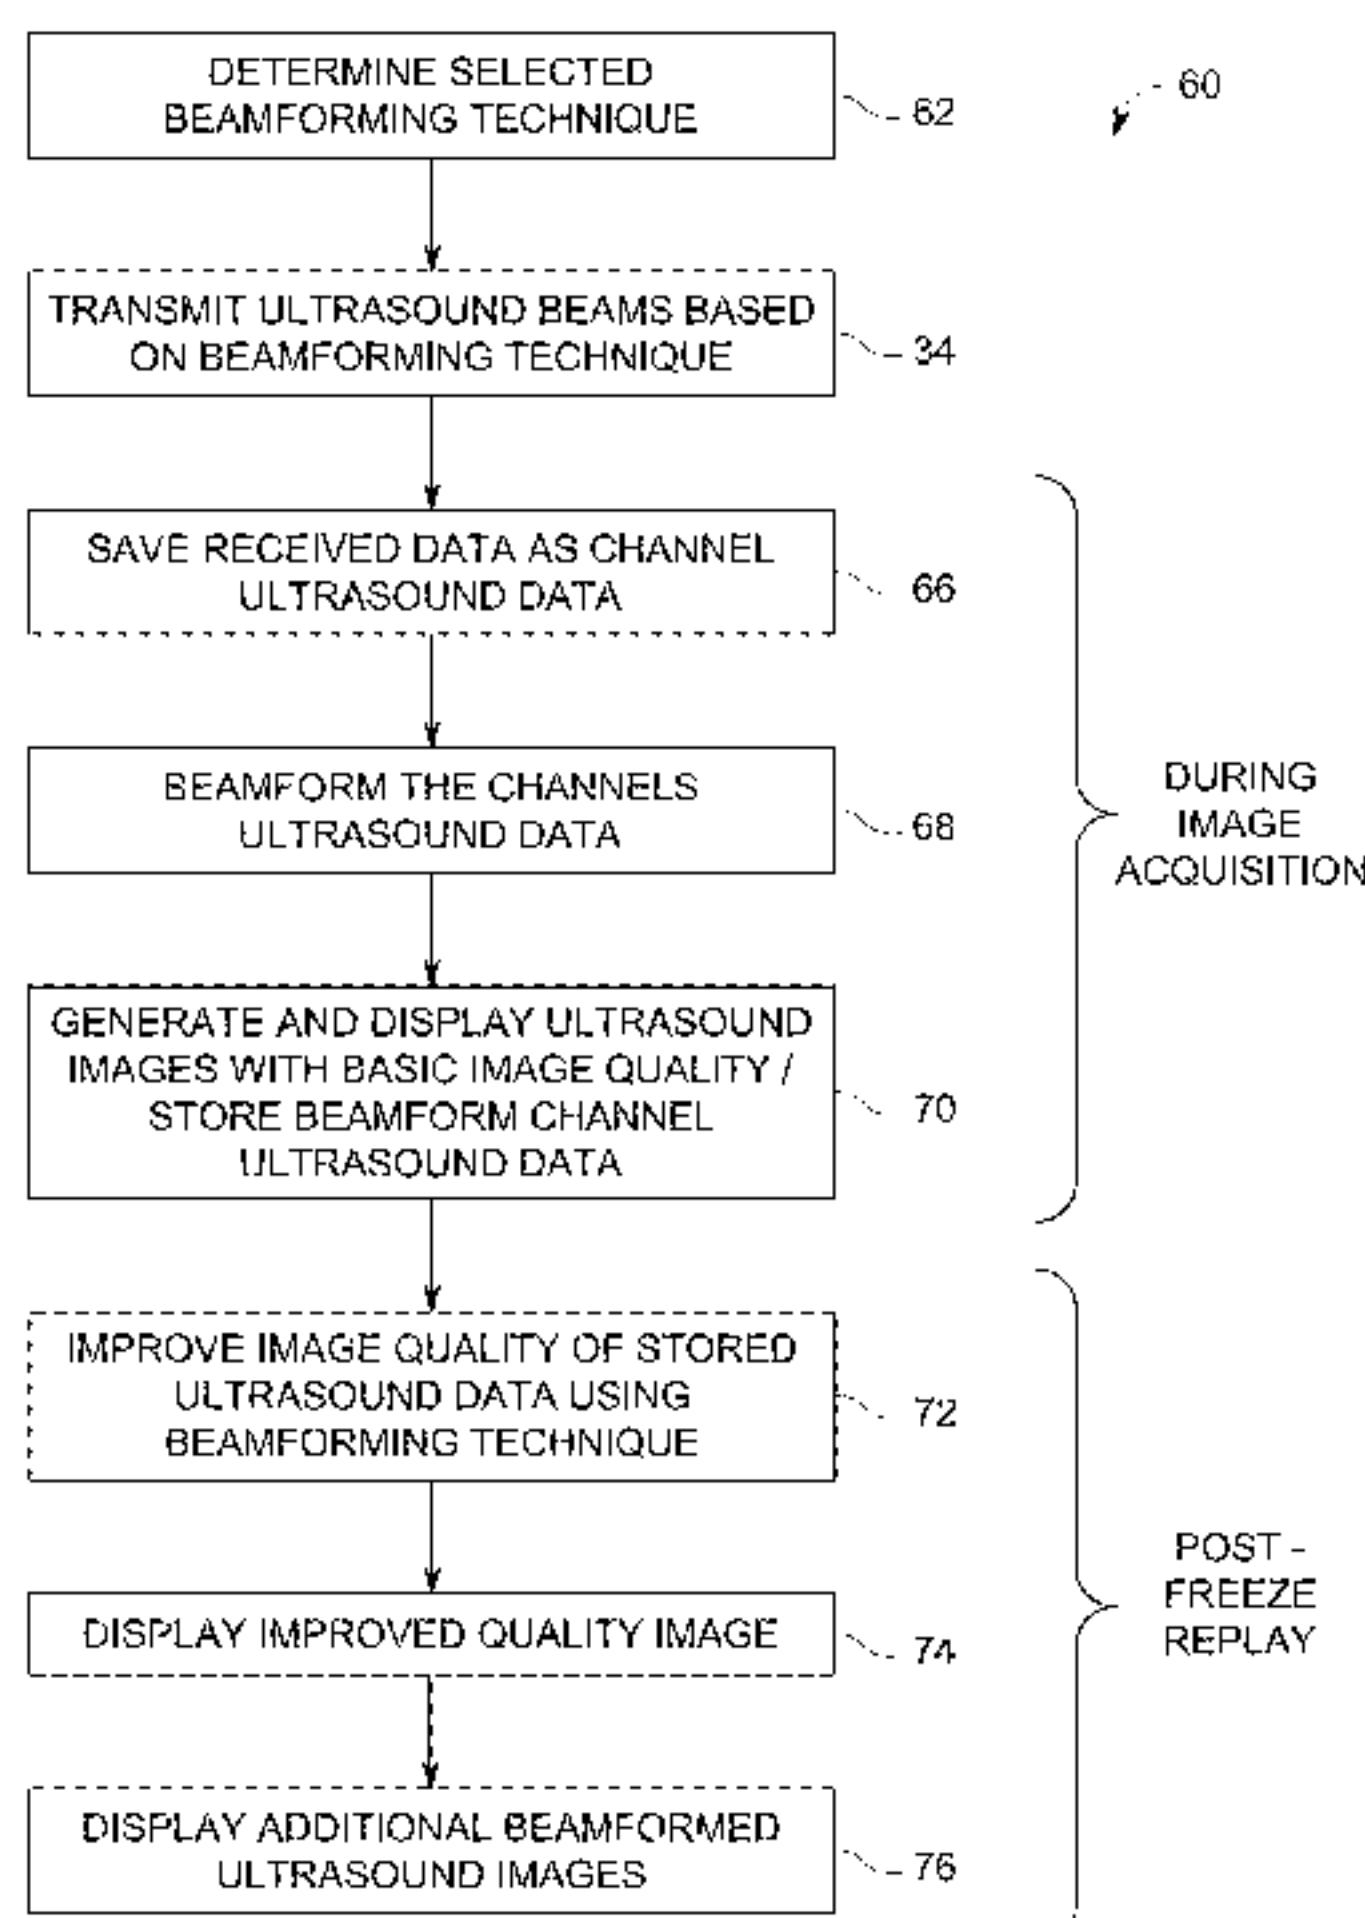 DETERMINE SELECTED
BEAMFORMING TECHNIQUE
62
60
TRANSMIT ULTRASOUND BEAMS BASED
ON BEAMFORMING TECHNIQUE
34
SAVE RECEIVED DATA AS CHANNEL
ULTRASOUND DATA
66
BEAMFORM THE CHANNELS
ULTRASOUND DATA
68
GENERATE AND DISPLAY ULTRASOUND
IMAGES WITH BASIC IMAGE QUALITY /
STORE BEAMFORM CHANNEL
ULTRASOUND DATA
70
DURING
IMAGE
ACQUISITION
IMPROVE IMAGE QUALITY OF STORED
ULTRASOUND DATA USING
BEAMFORMING TECHNIQUE
72
DISPLAY IMPROVED QUALITY IMAGE
74
DISPLAY ADDITIONAL BEAMFORMED
ULTRASOUND IMAGES
76
POST -
FREEZE
REPLAY